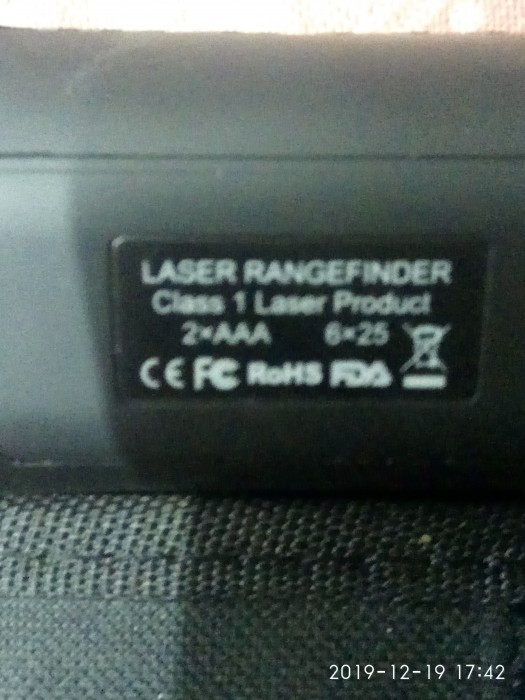 LASER RANGEFINDER
Class 1 Laser Product
2×AAA 6×25
CE FC RoHS FDA
2019-12-19 17:42